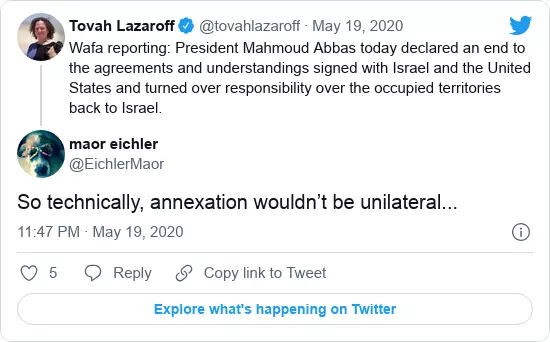 Tovah Lazaroff @tovahlazaroff · May 19, 2020
Wafa reporting: President Mahmoud Abbas today declared an end to
the agreements and understandings signed with Israel and the United
States and turned over responsibility over the occupied territories
back to Israel.
maor eichler
@EichlerMaor
So technically, annexation wouldn’t be unilateral...
11:47 PM · May 19, 2020
5 Reply Copy link to Tweet
Explore what's happening on Twitter